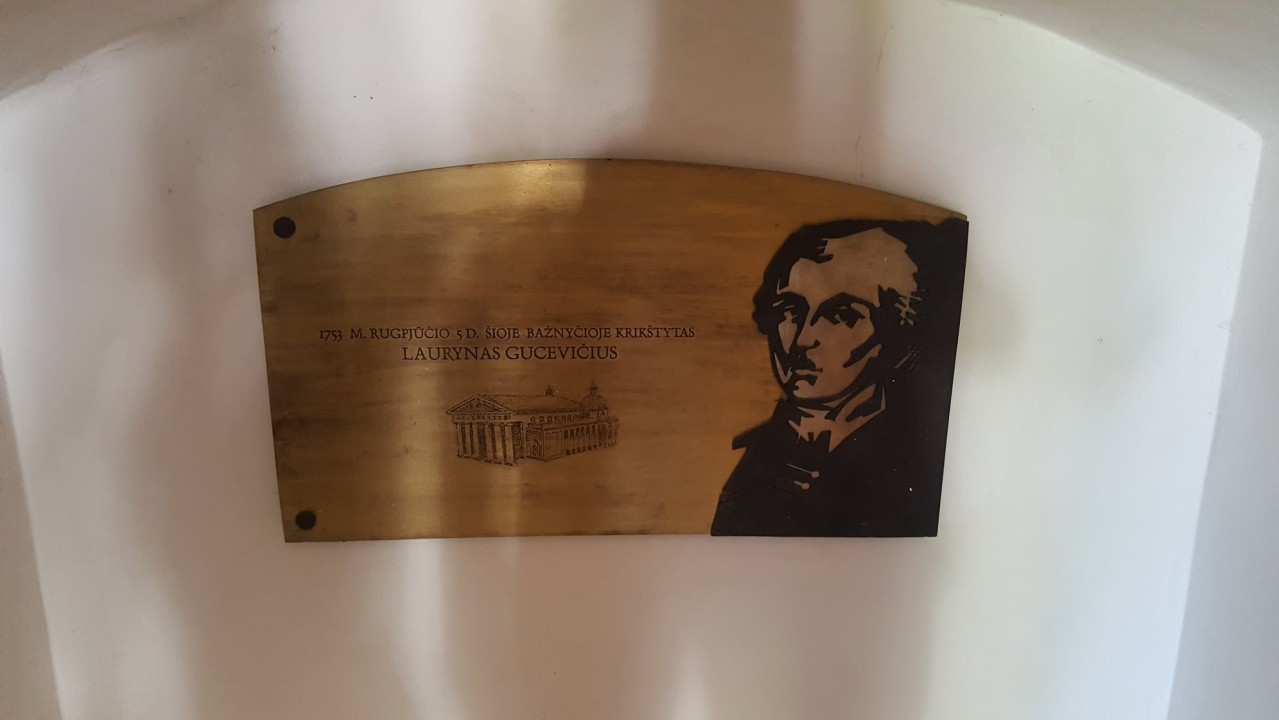 1753 M. RUGPJŪČIO 5 D. ŠIOJE BAŽNYČIOJE KRIKŠTYTAS
LAURYNAS GUCEVIČIUS